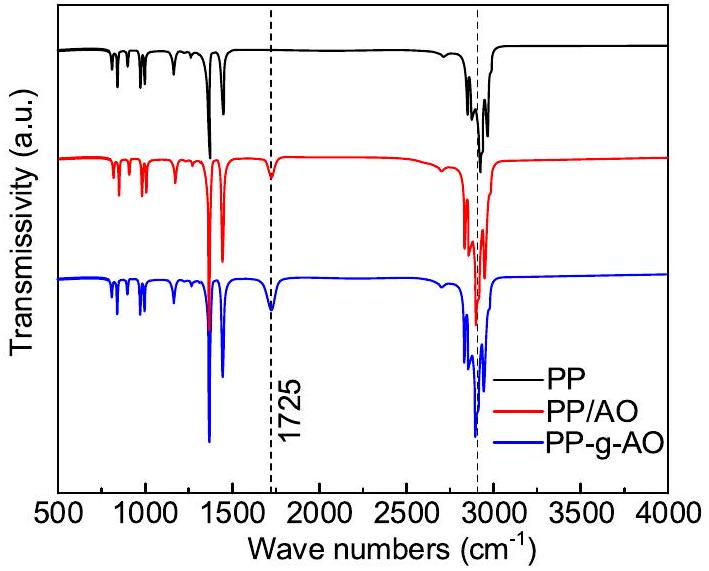 Transmissivity (a.u.)
1725
PP
PP/AO
PP-g-AO
500 1000 1500 2000 2500 3000 3500 4000
Wave numbers (cm⁻¹)